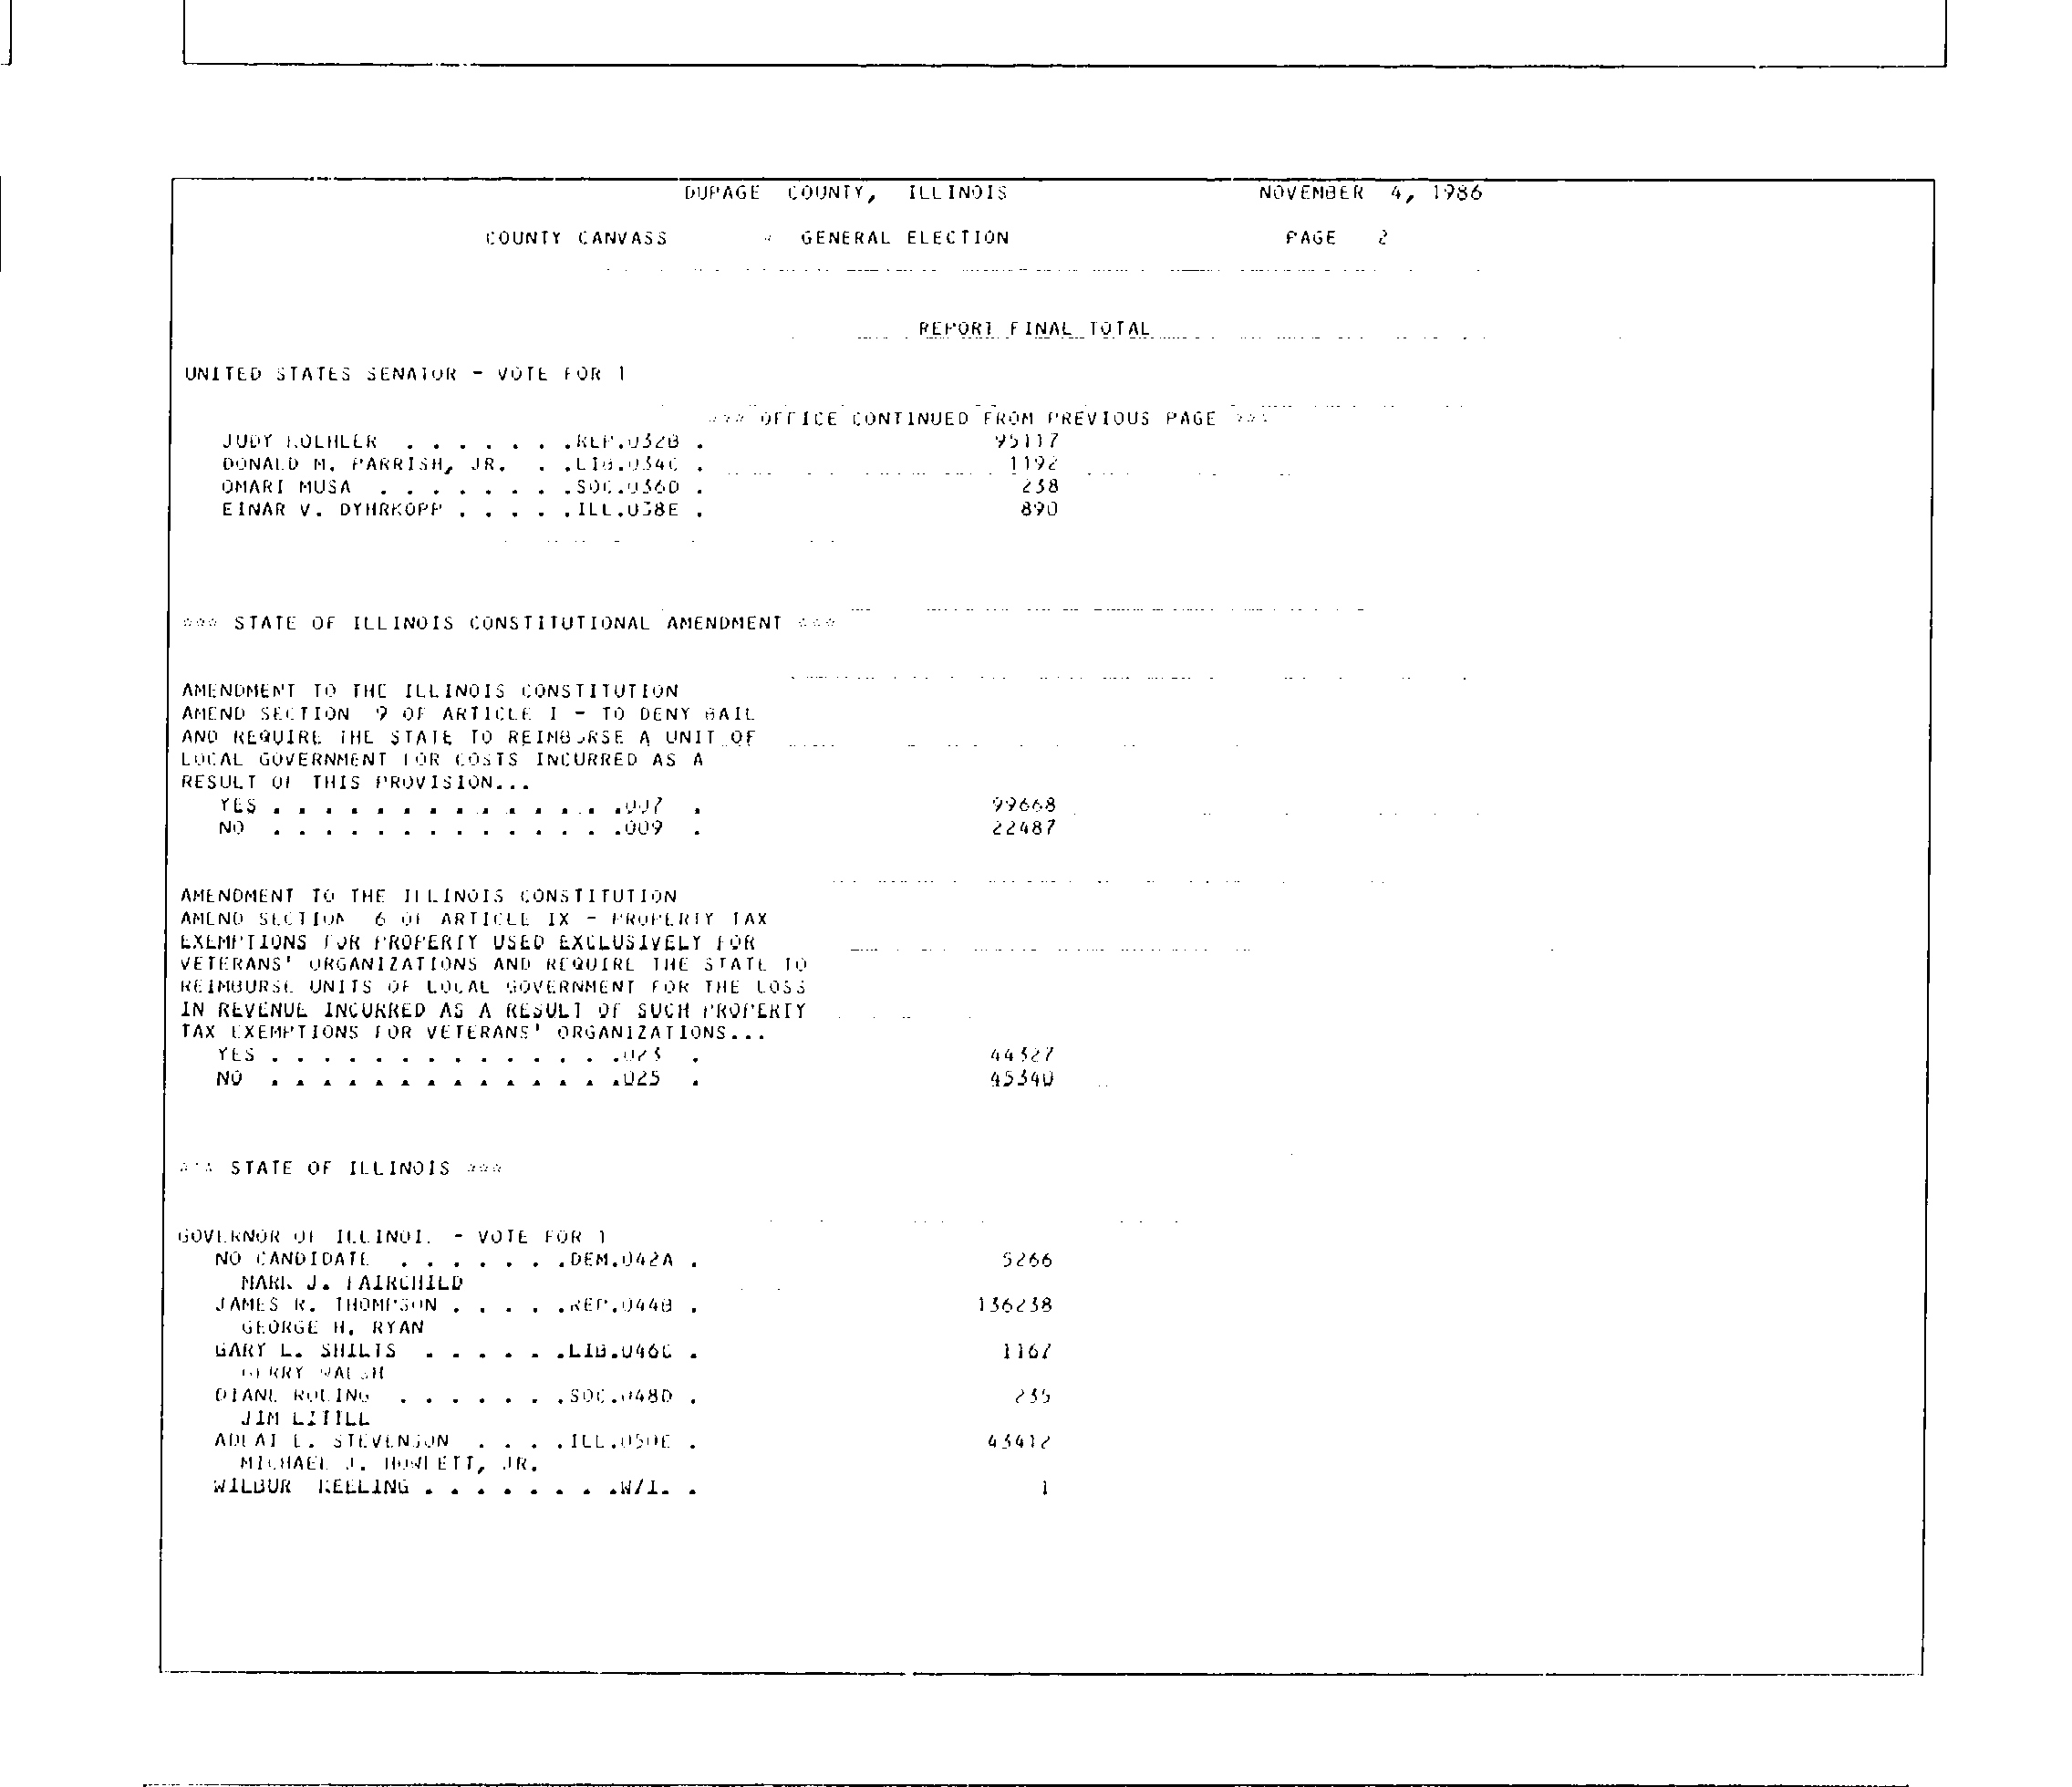 DUPAGE COUNTY, ILLINOIS NOVEMBER 4, 1986
COUNTY CANVASS * GENERAL ELECTION PAGE 2
REPORT FINAL TOTAL
UNITED STATES SENATOR - VOTE FOR 1
*** OFFICE CONTINUED FROM PREVIOUS PAGE ***
JUDY KOEHLER . . . . . . .REP.032B . 95117
DONALD M. PARRISH, JR. . .LIB.034C . 1192
OMARI MUSA . . . . . . . .SOC.036D . 238
EINAR V. DYHRKOPP . . . . .ILL.038E . 890
*** STATE OF ILLINOIS CONSTITUTIONAL AMENDMENT ***
AMENDMENT TO THE ILLINOIS CONSTITUTION
AMEND SECTION 9 OF ARTICLE I - TO DENY BAIL
AND REQUIRE THE STATE TO REIMBURSE A UNIT OF
LOCAL GOVERNMENT FOR COSTS INCURRED AS A
RESULT OF THIS PROVISION...
YES . . . . . . . . . . . . . .007 . 99668
NO . . . . . . . . . . . . . .009 . 22487
AMENDMENT TO THE ILLINOIS CONSTITUTION
AMEND SECTION 6 OF ARTICLE IX - PROPERTY TAX
EXEMPTIONS FOR PROPERTY USED EXCLUSIVELY FOR
VETERANS' ORGANIZATIONS AND REQUIRE THE STATE TO
REIMBURSE UNITS OF LOCAL GOVERNMENT FOR THE LOSS
IN REVENUE INCURRED AS A RESULT OF SUCH PROPERTY
TAX EXEMPTIONS FOR VETERANS' ORGANIZATIONS...
YES . . . . . . . . . . . . . .023 . 44327
NO . . . . . . . . . . . . . .025 . 45340
*** STATE OF ILLINOIS ***
GOVERNOR OF ILLINOIS - VOTE FOR 1
NO CANDIDATE . . . . . . .DEM.042A . 5266
MARK J. FAIRCHILD
JAMES R. THOMPSON . . . . .REP.044B . 136238
GEORGE H. RYAN
GARY L. SHILTS . . . . . .LIB.046C . 1167
GERRY WALSH
DIANE ROLING . . . . . . .SOC.048D . 235
JIM LITTLL
ADLAI E. STEVENSON . . . .ILL.050E . 43412
MICHAEL J. HOWLETT, JR.
WILBUR KEELING . . . . . . . .W/I. . 1